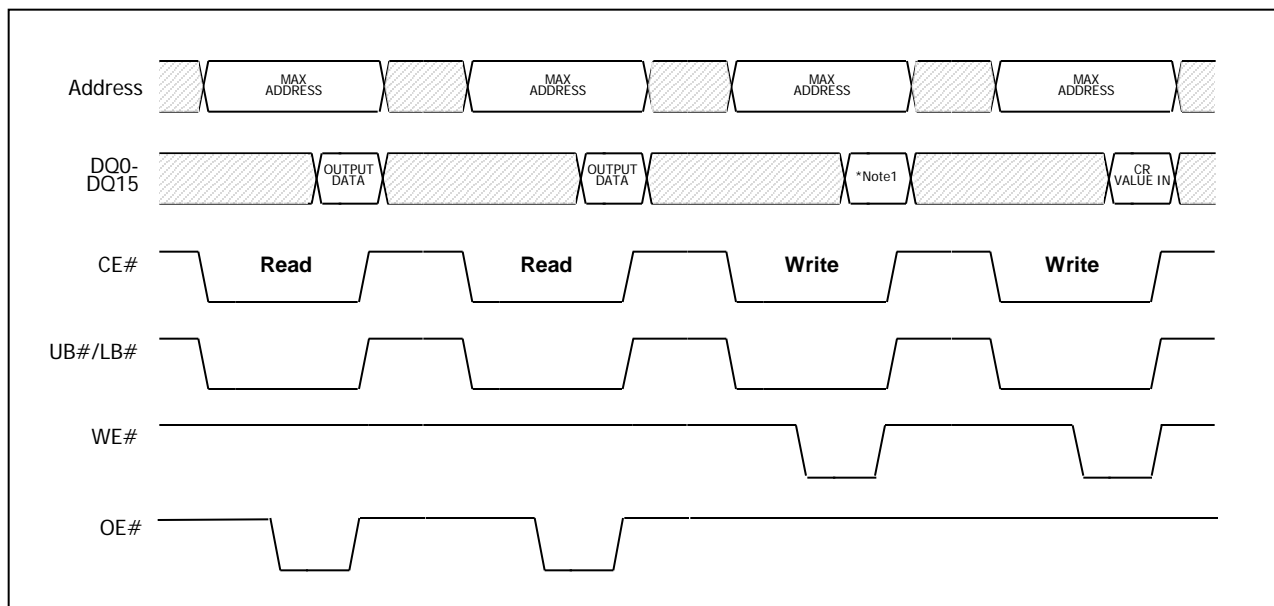 Address
MAX
ADDRESS
MAX
ADDRESS
MAX
ADDRESS
MAX
ADDRESS
DQ0-
DQ15
OUTPUT
DATA
OUTPUT
DATA
*Note1
CR
VALUE IN
CE#
Read
Read
Write
Write
UB#/LB#
WE#
OE#